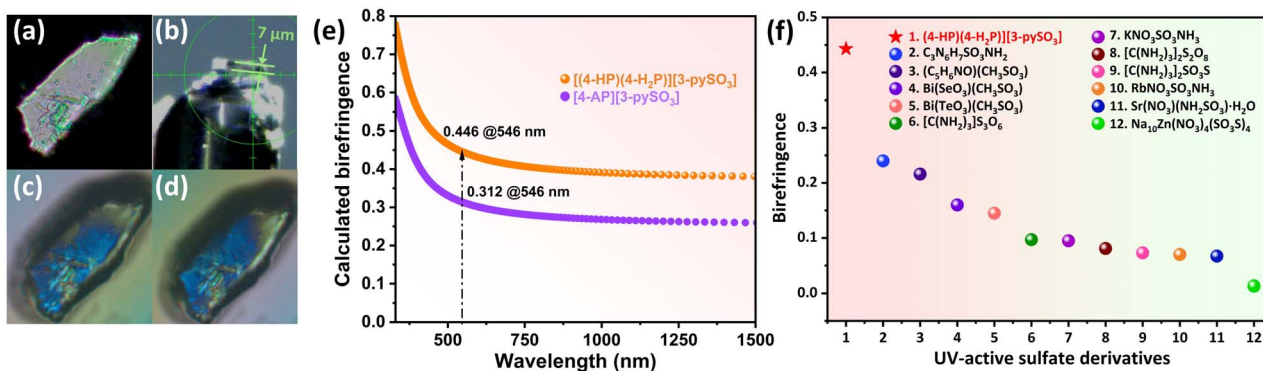 (a)
(b)
7 μm
(c)
(d)
(e)
0.8
0.7
0.6
0.5
0.4
0.3
0.2
0.1
0.0
Calculated birefringence
[(4-HP)(4-H₂P)][3-pySO₃]
[4-AP][3-pySO₃]
0.446 @546 nm
0.312 @546 nm
500 750 1000 1250 1500
Wavelength (nm)
(f)
0.5
0.4
0.3
0.2
0.1
0.0
Birefringence
1. (4-HP)(4-H₂P)][3-pySO₃]
2. C₃N₆H₇SO₃NH₂
3. (C₂H₆NO)(CH₃SO₃)
4. Bi(SeO₃)(CH₃SO₃)
5. Bi(TeO₃)(CH₃SO₃)
6. [C(NH₂)₃]S₃O₆
7. KNO₃SO₃NH₃
8. [C(NH₂)₃]₂S₂O₈
9. [C(NH₂)₃]₂SO₃S
10. RbNO₃SO₃NH₃
11. Sr(NO₃)(NH₂SO₃)·H₂O
12. Na₁₀Zn(NO₃)₄(SO₃S)₄
1 2 3 4 5 6 7 8 9 10 11 12
UV-active sulfate derivatives